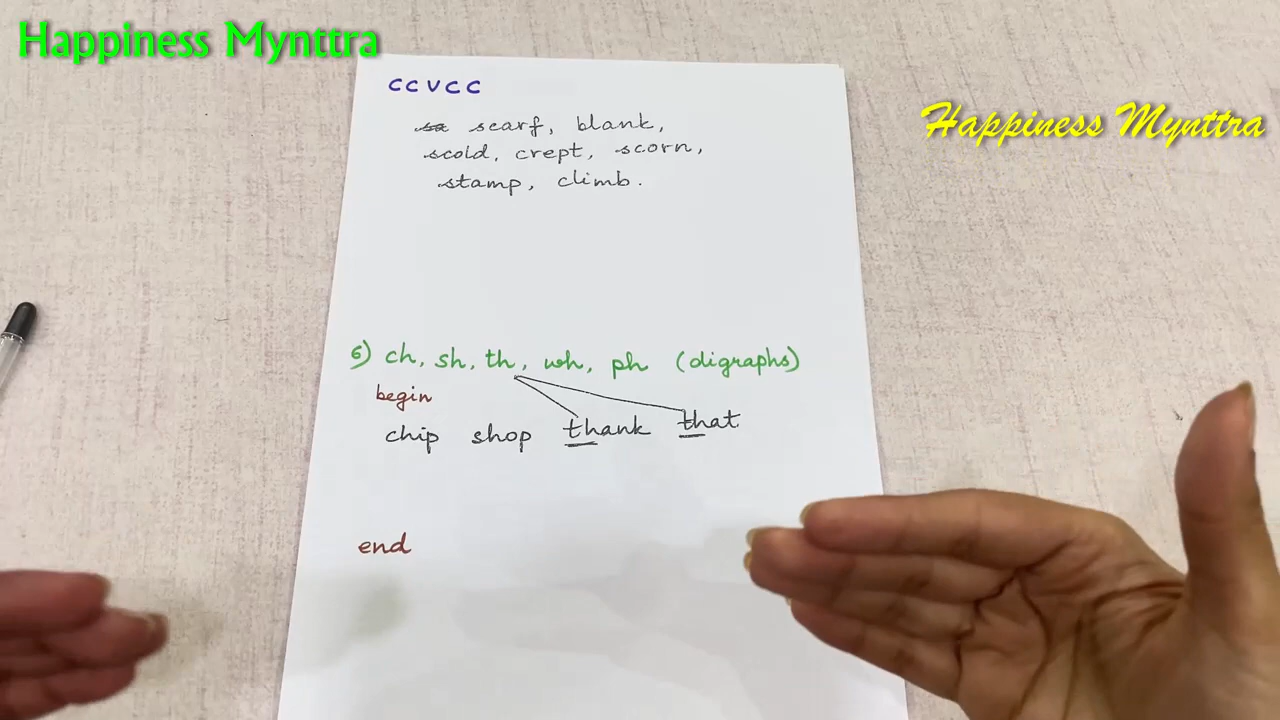 Happiness Mynttra
Happiness Mynttra
CCVCC
scarf, blank,
scold, crept, scorn,
stamp, climb.
6) ch, sh, th, wh, ph (digraphs)
begin
chip shop thank that
end